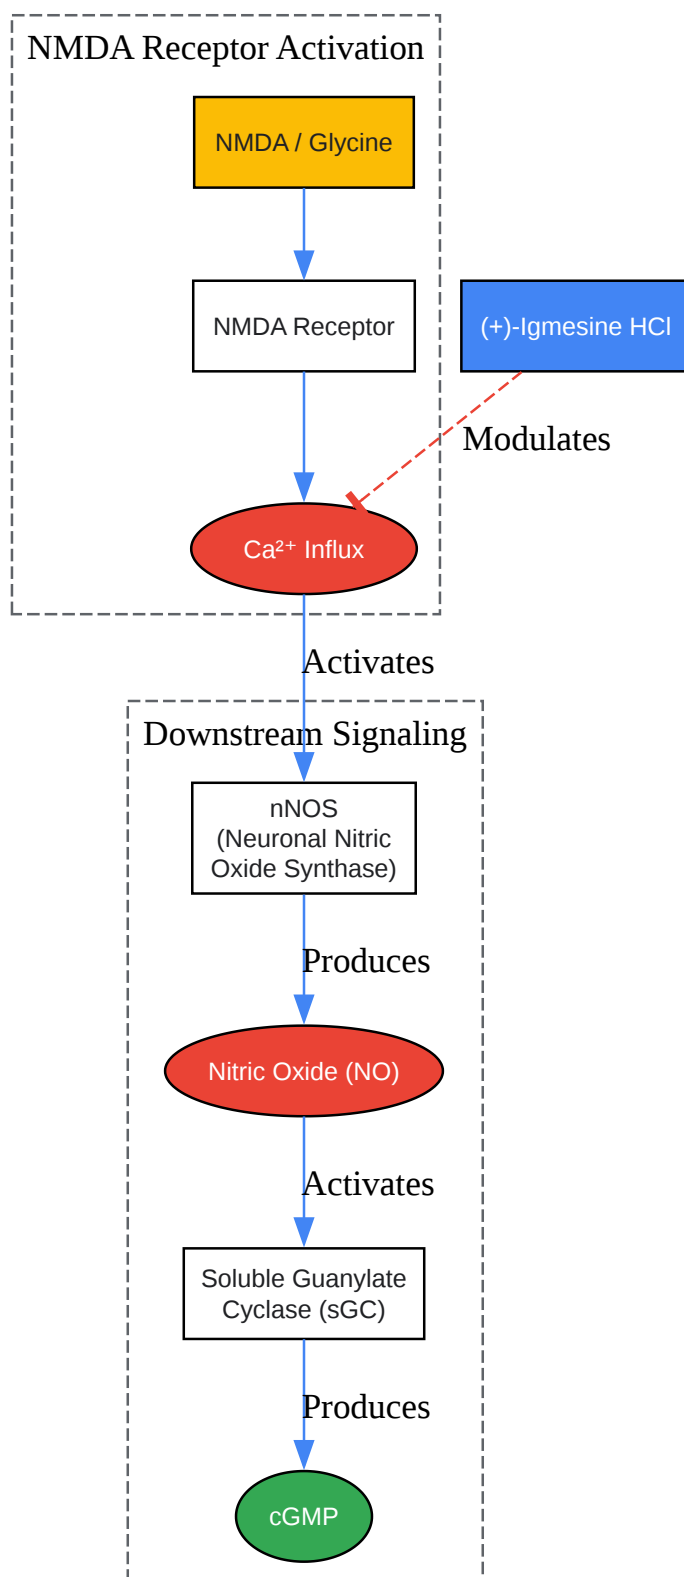 NMDA Receptor Activation
NMDA / Glycine
NMDA Receptor
(+)-Igmesine HCl
Modulates
Ca²⁺ Influx
Activates
Downstream Signaling
nNOS
(Neuronal Nitric
Oxide Synthase)
Produces
Nitric Oxide (NO)
Activates
Soluble Guanylate
Cyclase (sGC)
Produces
cGMP